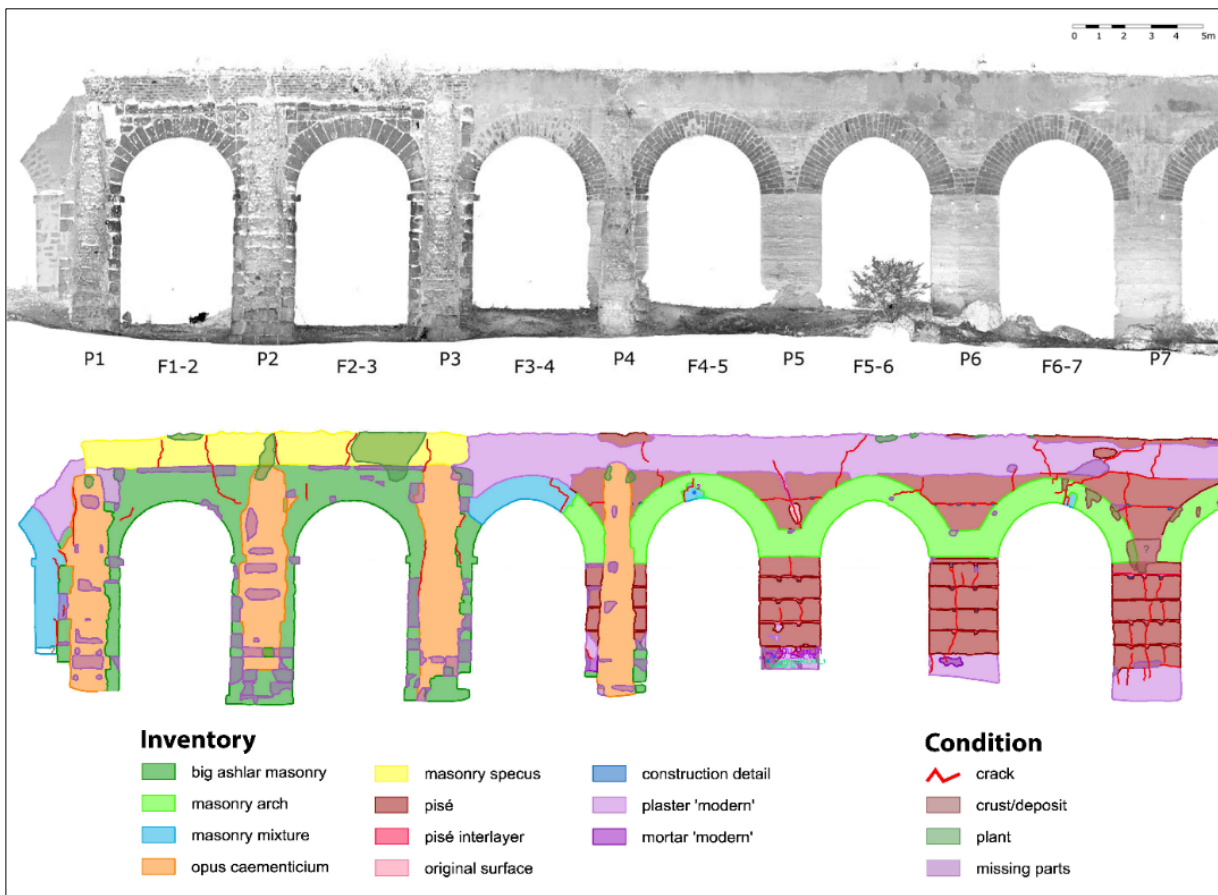 0 1 2 3 4 5m
P1 F1-2 P2 F2-3 P3 F3-4 P4 F4-5 P5 F5-6 P6 F6-7 P7
?
?
Inventory
big ashlar masonry
masonry arch
masonry mixture
opus caementicium
masonry specus
pisé
pisé interlayer
original surface
construction detail
plaster 'modern'
mortar 'modern'
Condition
crack
crust/deposit
plant
missing parts